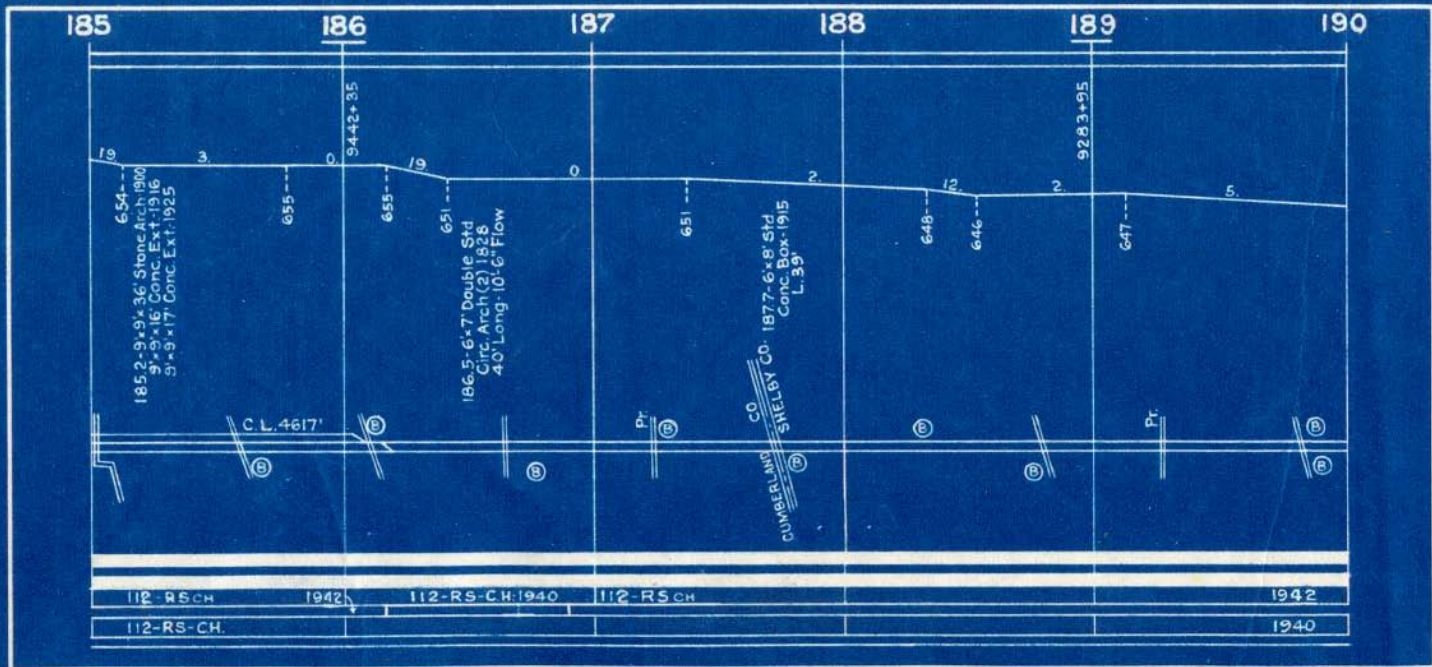 185 186 187 188 189 190
9442+35
9283+95
19 3. 0. 19 0 2. 12. 2. 5.
654 655 655 651 651 648 646 647
185.2-9'x9'x36' Stone Arch 1900
9'x9'x16' Conc. Ext.-1916
9'x9'x17' Conc. Ext.-1925
186.5-6'x7' Double Std
Circ. Arch (2) 1828
40' Long-10'-6" Flow
187.7-6'x8' Std
Conc. Box-1915
L. 39'
CUMBERLAND CO
SHELBY CO.
C.L. 4617'
B B B Pr. B B B B Pr. B B
112-RS CH 1942 112-RS-C.H. 1940 112-RS CH 1942
112-RS-CH. 1940